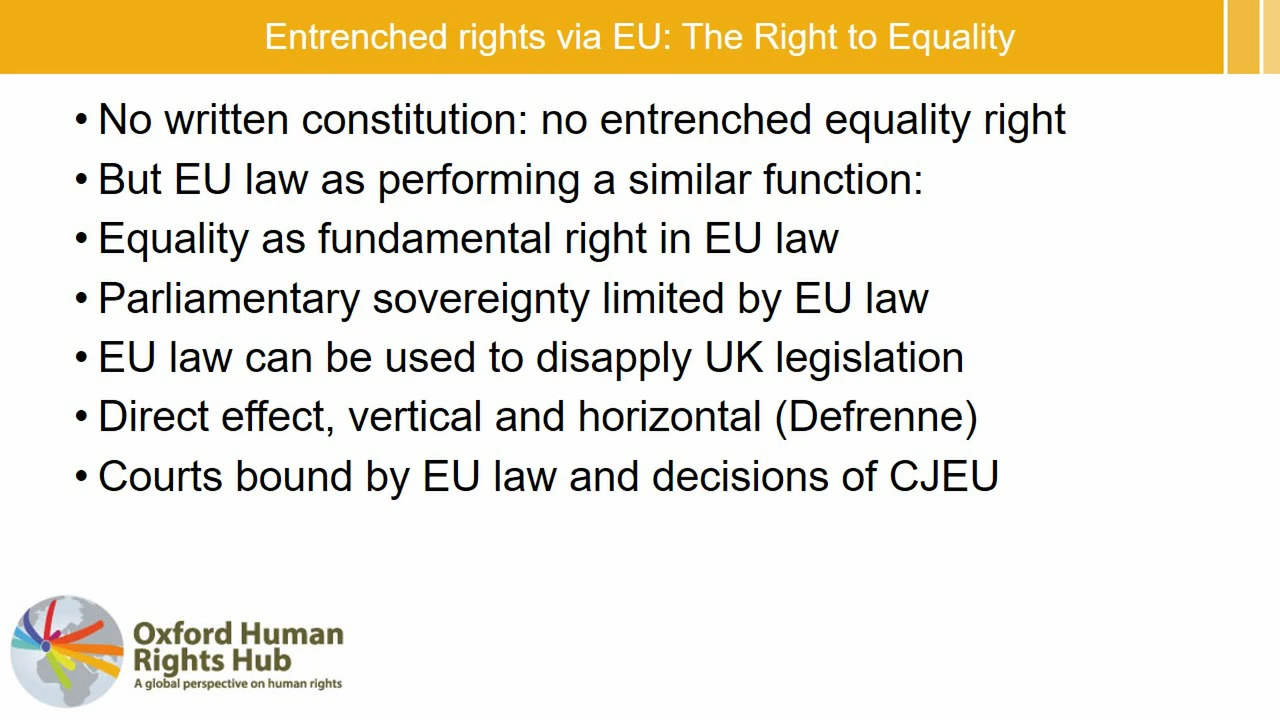 Entrenched rights via EU: The Right to Equality
• No written constitution: no entrenched equality right
• But EU law as performing a similar function:
• Equality as fundamental right in EU law
• Parliamentary sovereignty limited by EU law
• EU law can be used to disapply UK legislation
• Direct effect, vertical and horizontal (Defrenne)
• Courts bound by EU law and decisions of CJEU
Oxford Human
Rights Hub
A global perspective on human rights